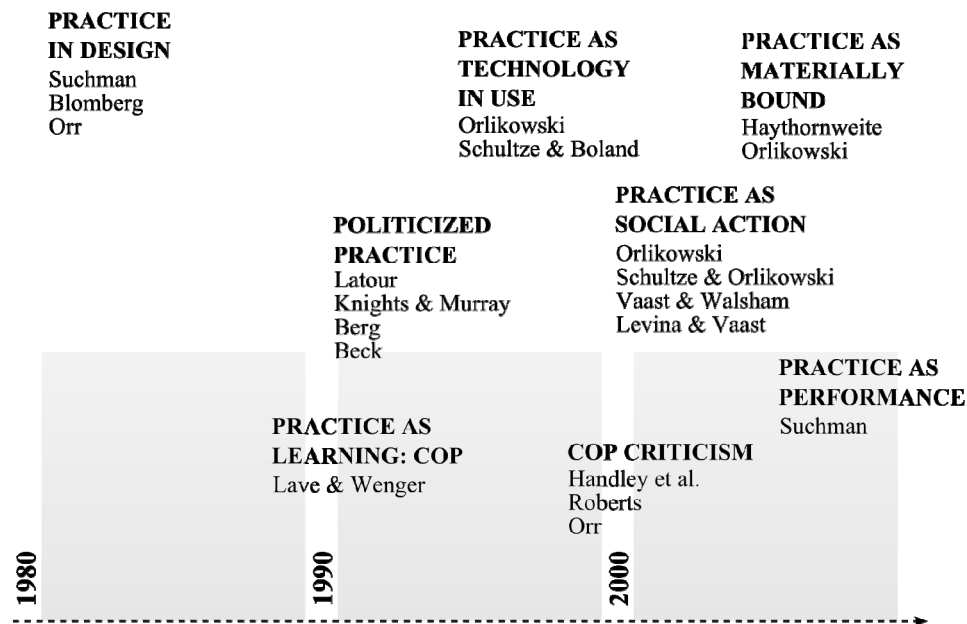 PRACTICE
IN DESIGN
Suchman
Blomberg
Orr
PRACTICE AS
TECHNOLOGY
IN USE
Orlikowski
Schultze & Boland
PRACTICE AS
MATERIALLY
BOUND
Haythornweite
Orlikowski
POLITICIZED
PRACTICE
Latour
Knights & Murray
Berg
Beck
PRACTICE AS
SOCIAL ACTION
Orlikowski
Schultze & Orlikowski
Vaast & Walsham
Levina & Vaast
PRACTICE AS
PERFORMANCE
Suchman
PRACTICE AS
LEARNING: COP
Lave & Wenger
COP CRITICISM
Handley et al.
Roberts
Orr
1980
1990
2000